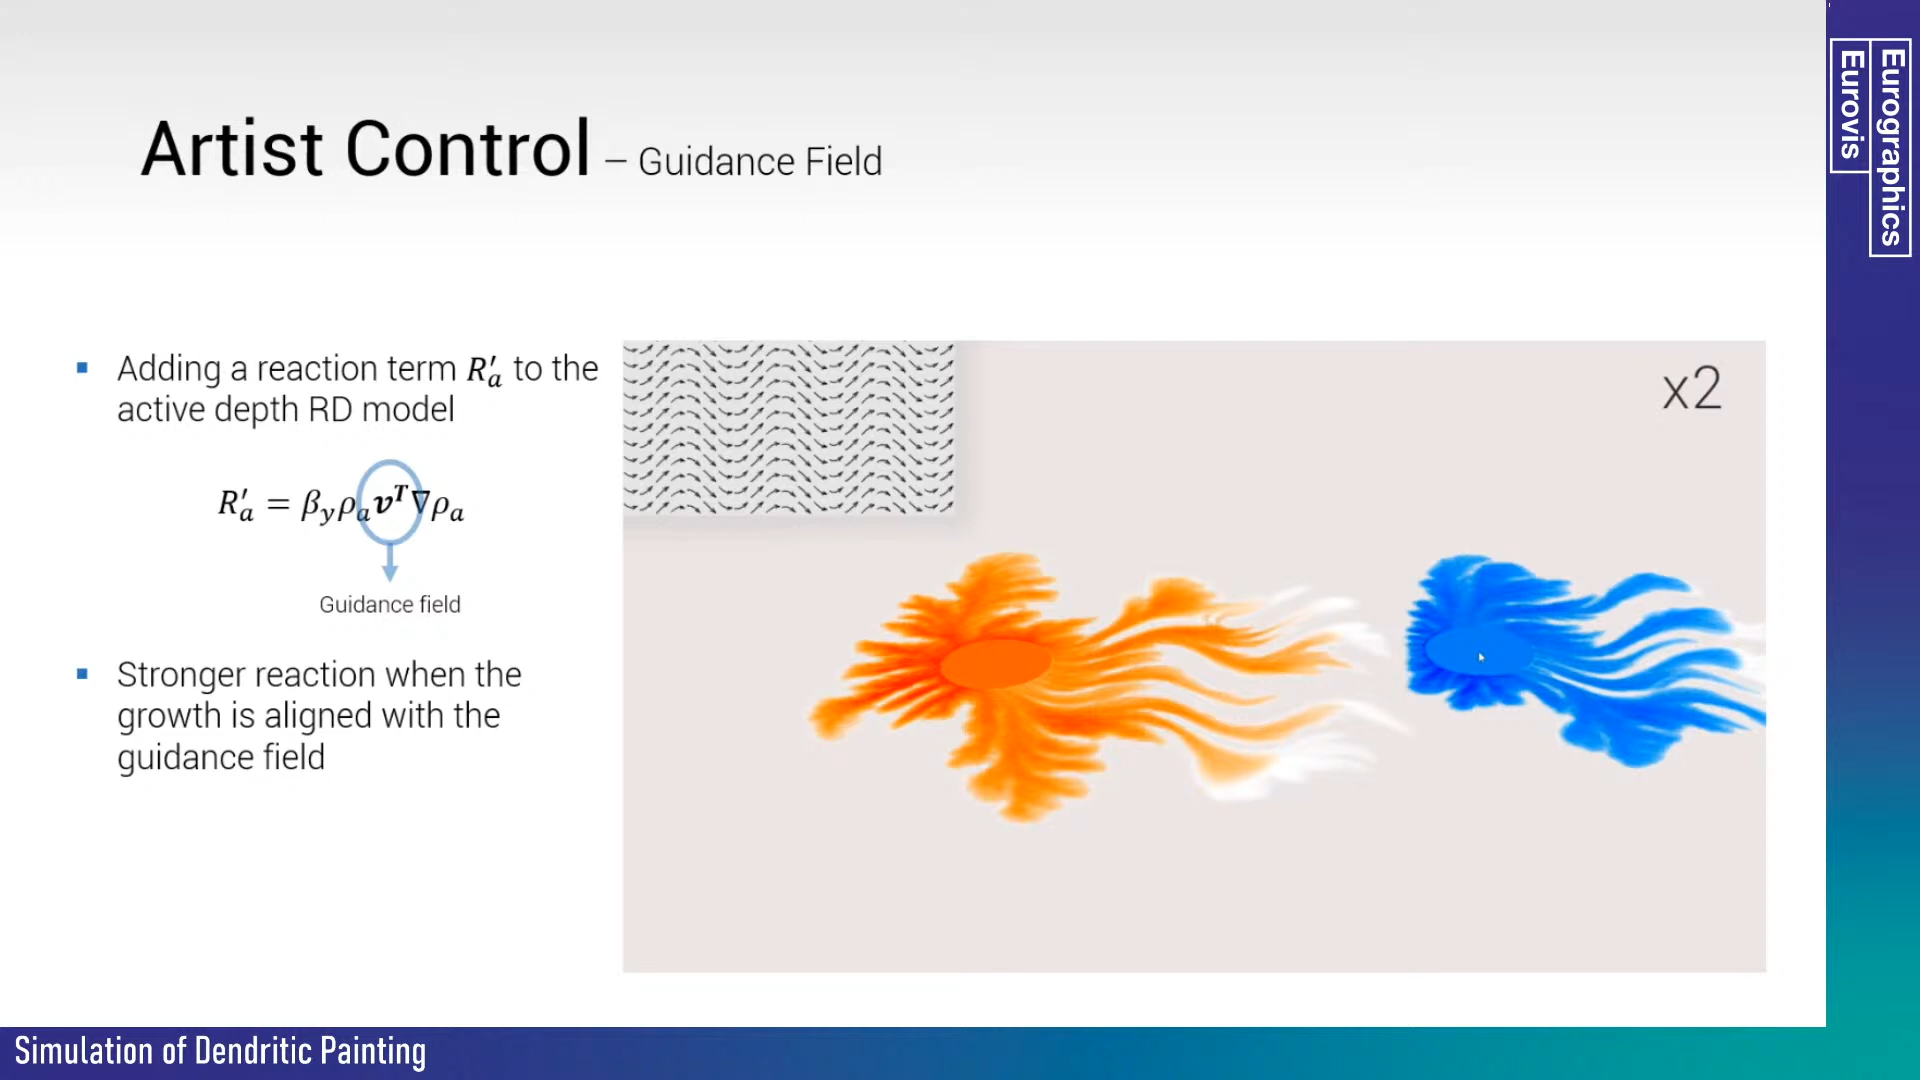 Artist Control – Guidance Field
Adding a reaction term R′ₐ to the
active depth RD model
R′ₐ = βᵧρₐvᵀ∇ρₐ
Guidance field
Stronger reaction when the
growth is aligned with the
guidance field
x2
Eurographics
Eurovis
Simulation of Dendritic Painting